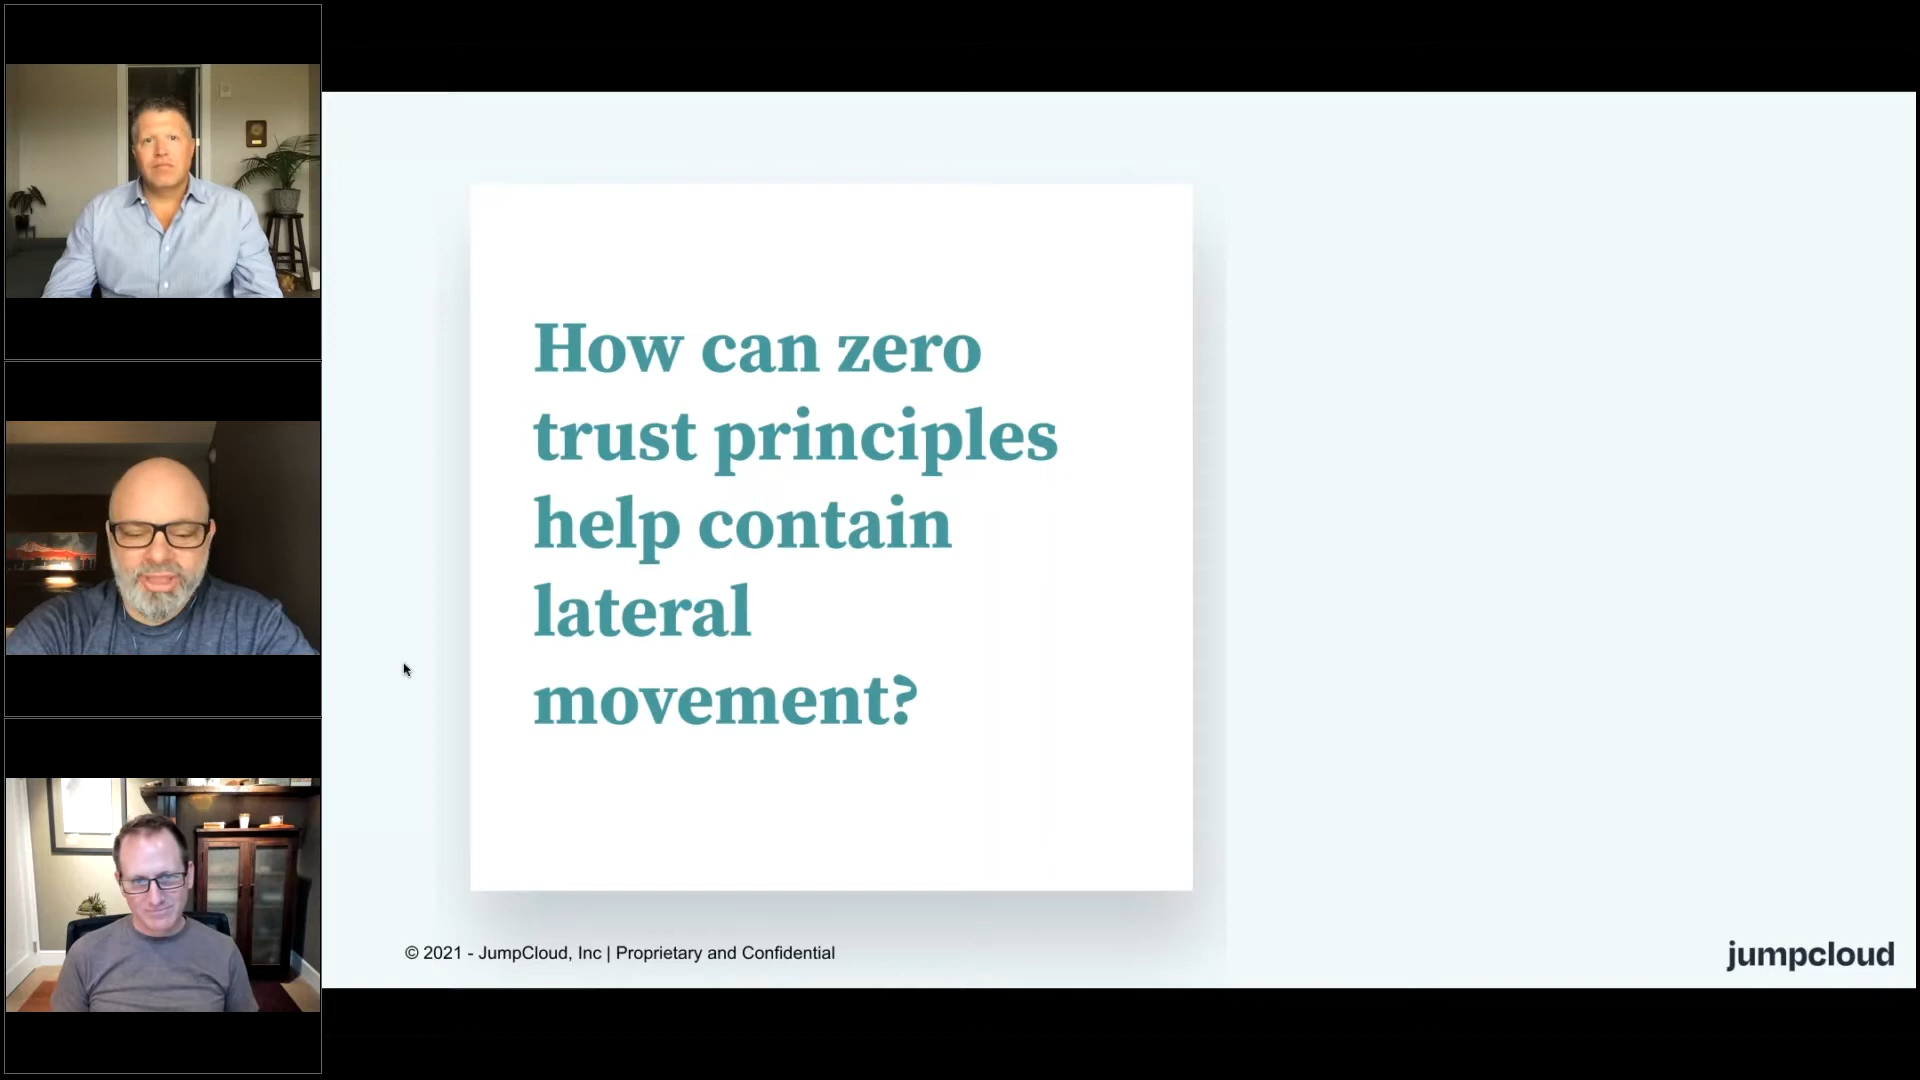 How can zero
trust principles
help contain
lateral
movement?
© 2021 - JumpCloud, Inc | Proprietary and Confidential
jumpcloud